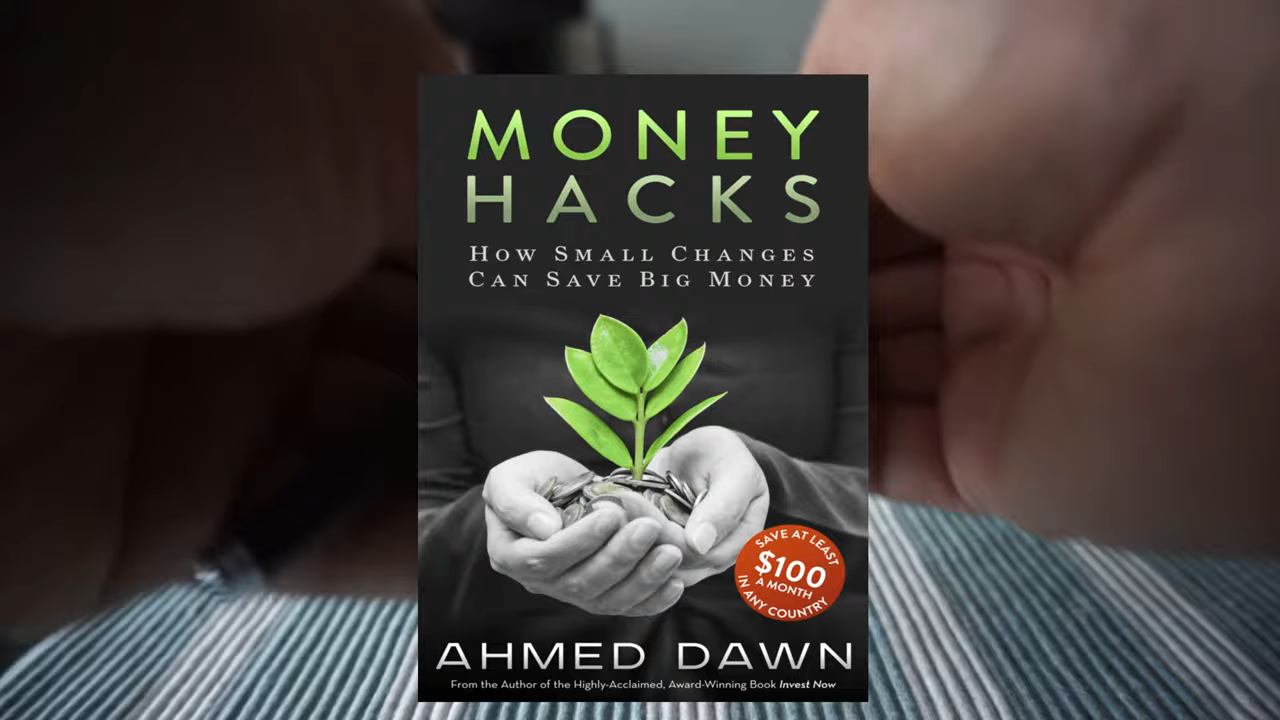 MONEY
HACKS
HOW SMALL CHANGES
CAN SAVE BIG MONEY
SAVE AT LEAST
$100
A MONTH
IN ANY COUNTRY
AHMED DAWN
From the Author of the Highly-Acclaimed, Award-Winning Book Invest Now